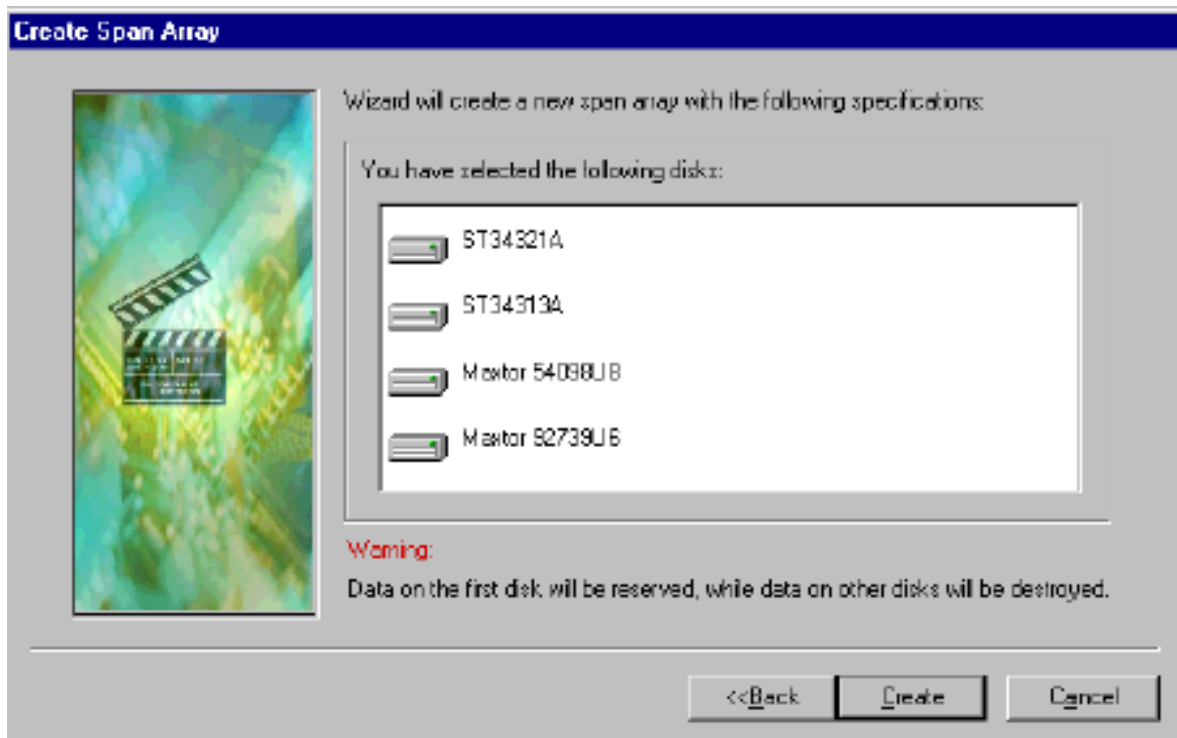 Create Span Array
Wizard will create a new span array with the following specifications:
You have selected the following disks:
ST34321A
ST34313A
Maxtor 54098U8
Maxtor 92739U6
Warning:
Data on the first disk will be reserved, while data on other disks will be destroyed.
<<Back
Create
Cancel